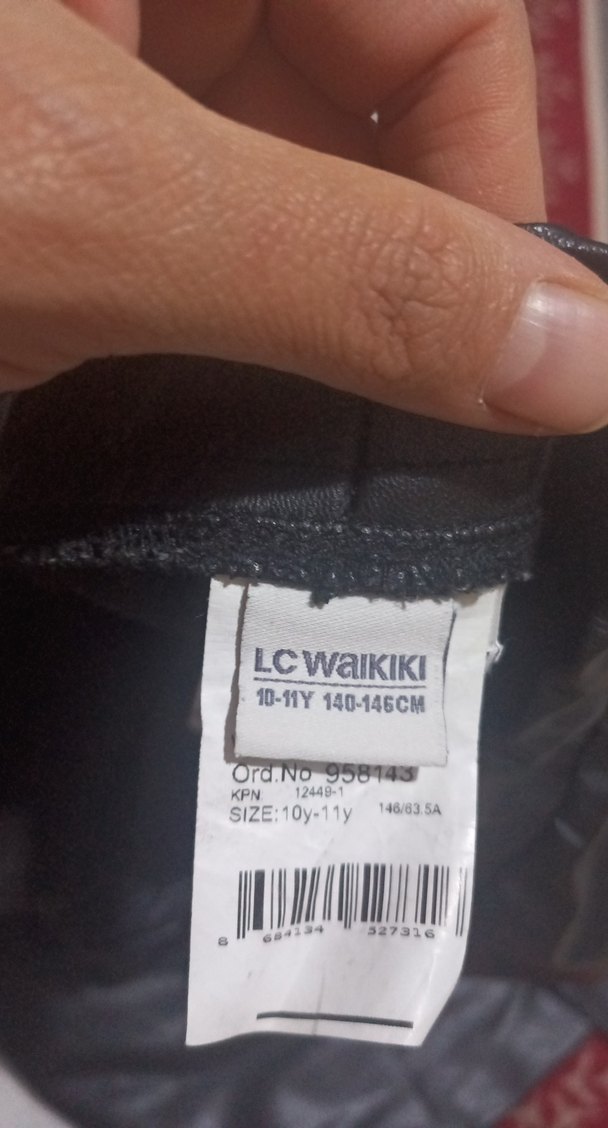 LC WAIKIKI
10-11Y 140-146CM
Ord.No 958143
KPN. 12449-1
SIZE:10y-11y 146/63.5A
8 684134 527316